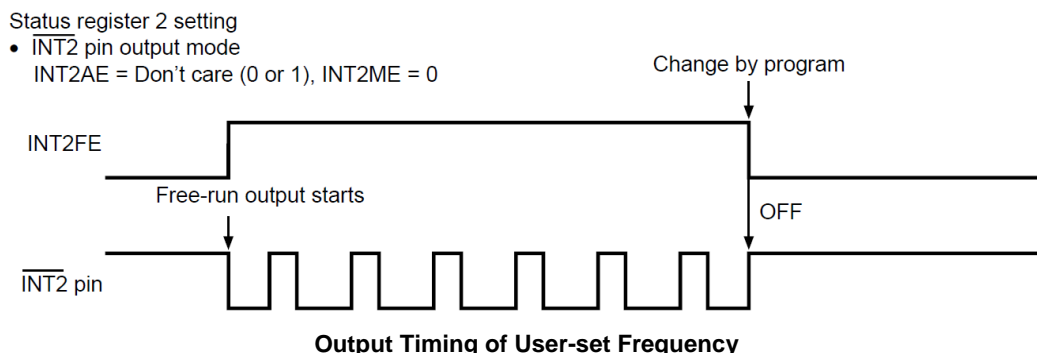 Status register 2 setting
• INT2 pin output mode
INT2AE = Don't care (0 or 1), INT2ME = 0
Change by program
INT2FE
Free-run output starts
OFF
INT2 pin
Output Timing of User-set Frequency